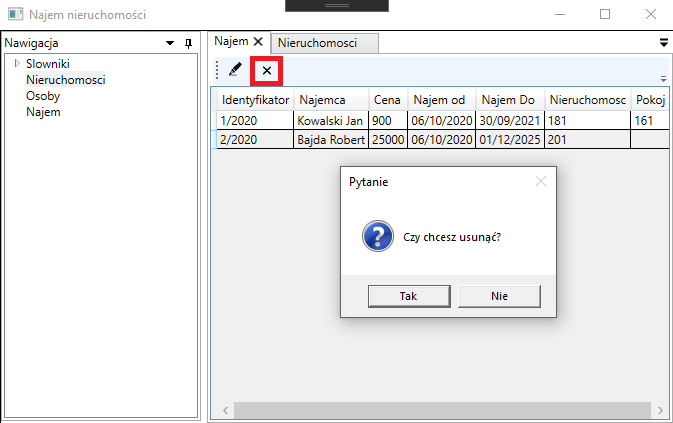 Najem nieruchomości
Nawigacja
Slowniki
Nieruchomosci
Osoby
Najem
Najem
Nieruchomosci
Identyfikator Najemca Cena Najem od Najem Do Nieruchomosc Pokoj
1/2020 Kowalski Jan 900 06/10/2020 30/09/2021 181 161
2/2020 Bajda Robert 25000 06/10/2020 01/12/2025 201
Pytanie
Czy chcesz usunąć?
Tak Nie